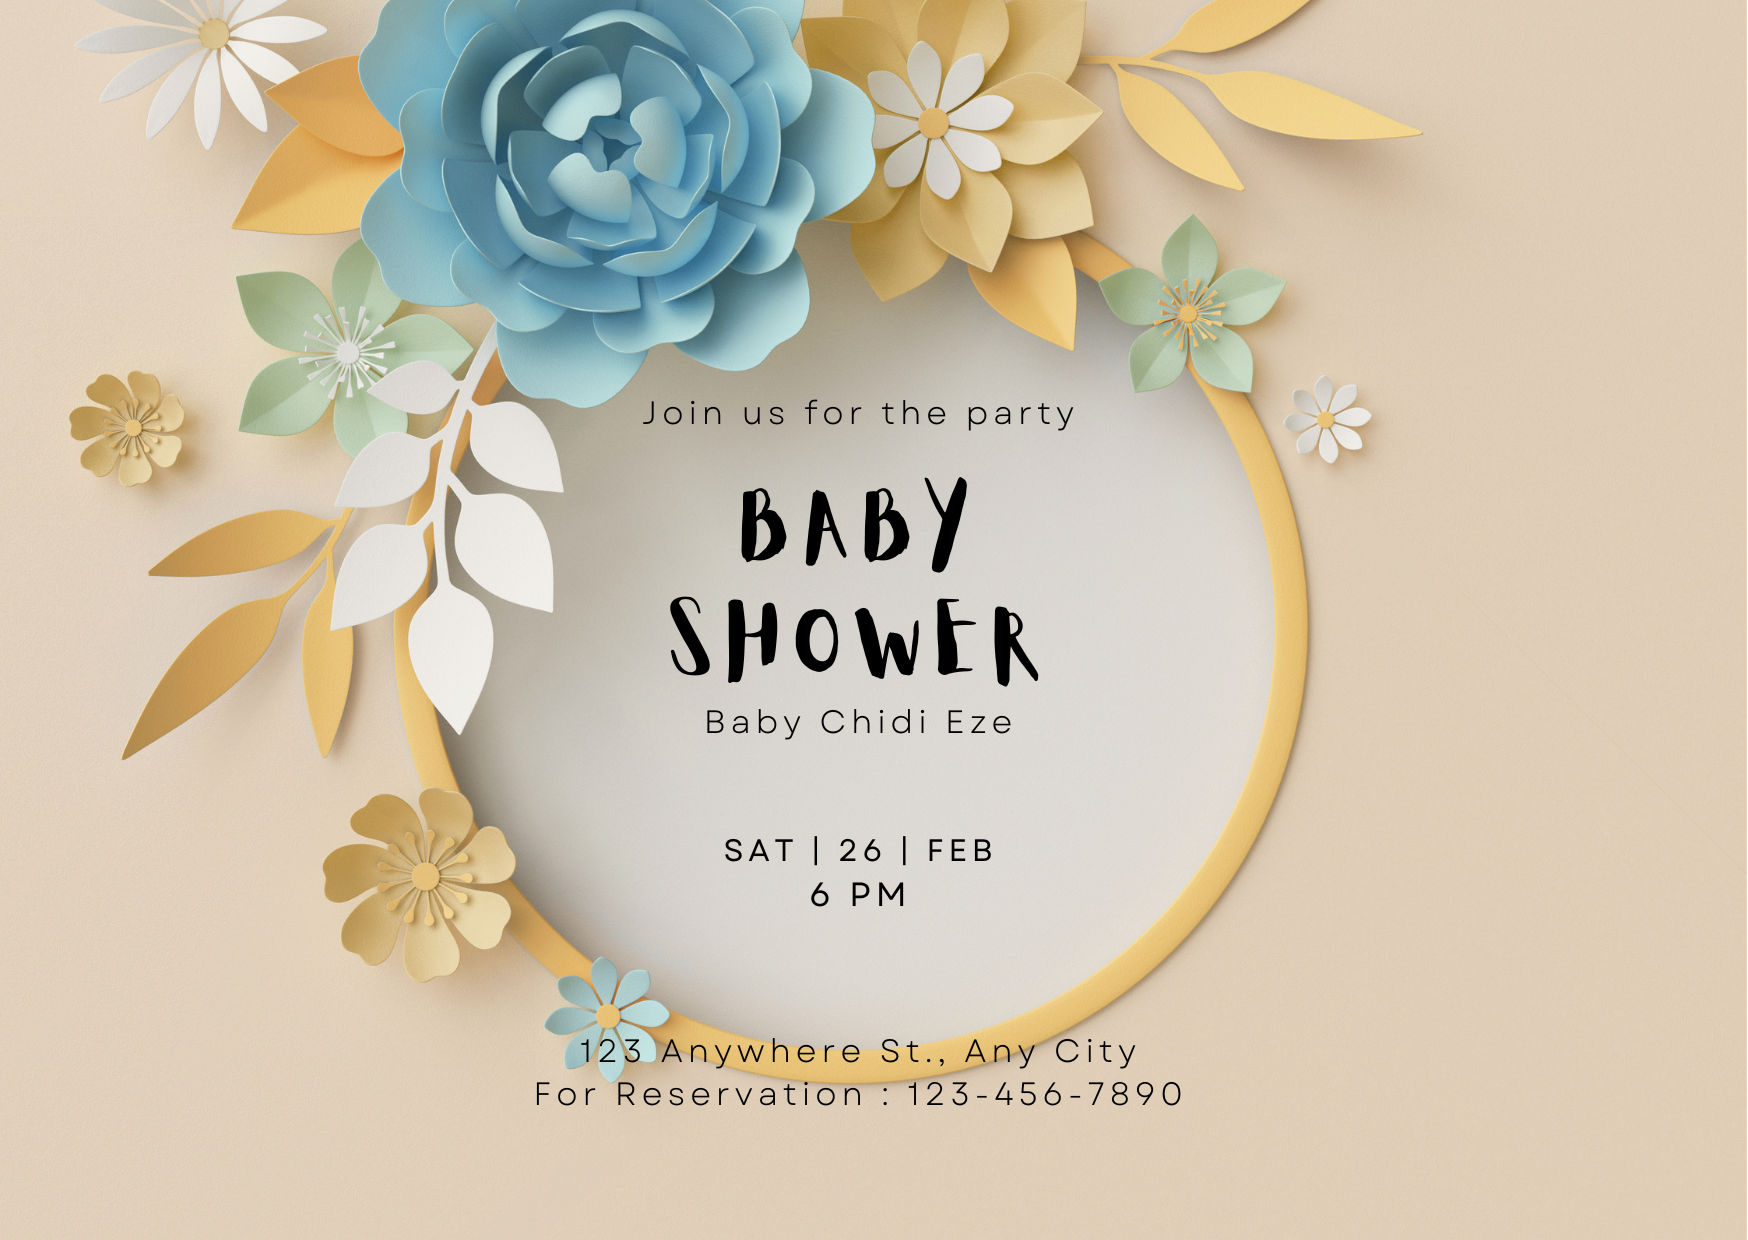 Join us for the party
BABY
SHOWER
Baby Chidi Eze
SAT | 26 | FEB
6 PM
123 Anywhere St., Any City
For Reservation : 123-456-7890